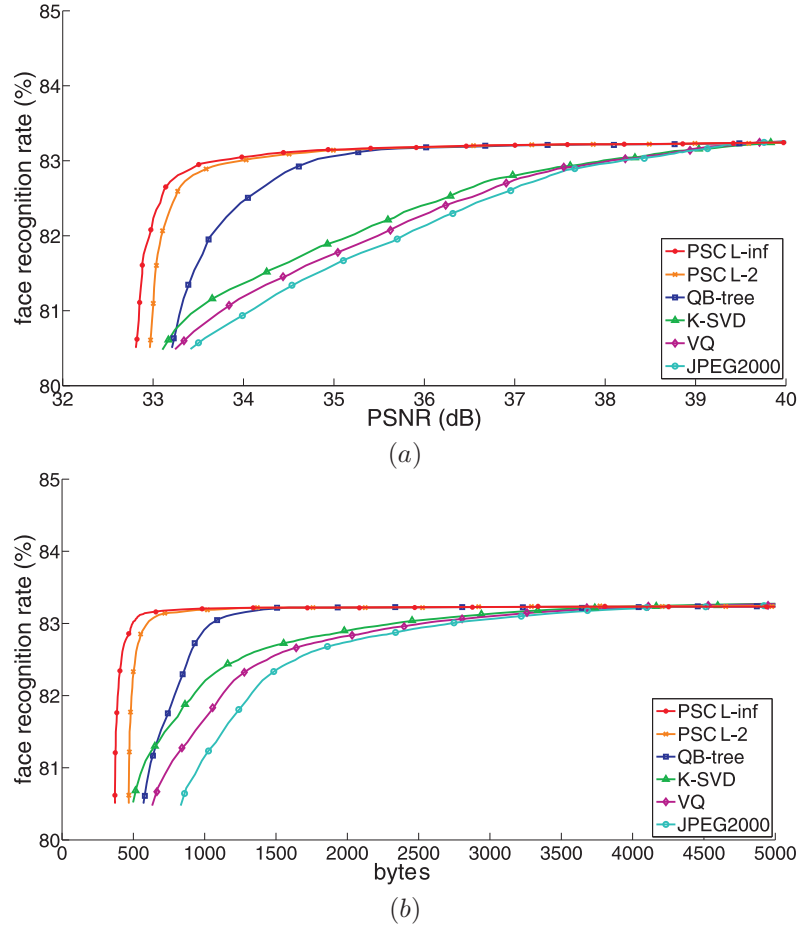 face recognition rate (%)
85
84
83
82
81
80
32
33
34
35
36
37
38
39
40
PSNR (dB)
PSC L-inf
PSC L-2
QB-tree
K-SVD
VQ
JPEG2000
(a)
face recognition rate (%)
85
84
83
82
81
80
0
500
1000
1500
2000
2500
3000
3500
4000
4500
5000
bytes
PSC L-inf
PSC L-2
QB-tree
K-SVD
VQ
JPEG2000
(b)